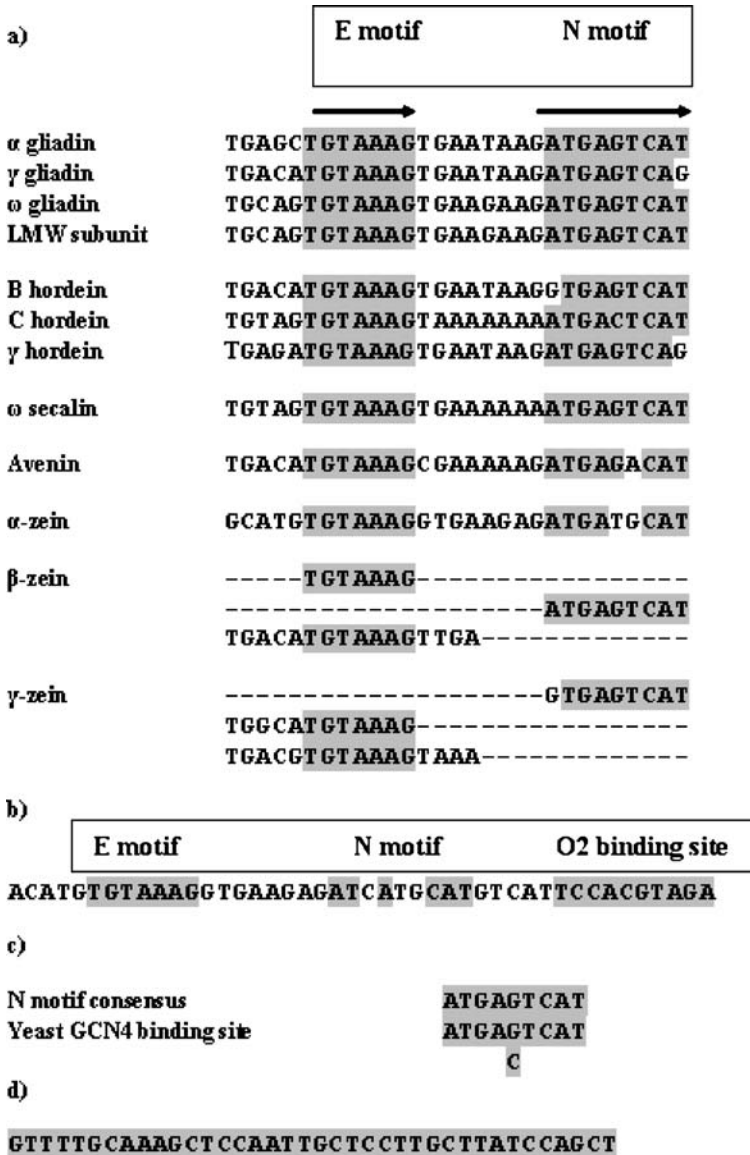 a)
E motif N motif
α gliadin TGAGCTGTAAAGTGAATAAGATGAGTCAT
γ gliadin TGACATGTAAAGTGAATAAGATGAGTCAG
ω gliadin TGCAGTGTAAAGTGAAGAAGATGAGTCAT
LMW subunit TGCAGTGTAAAGTGAAGAAGATGAGTCAT
B hordein TGACATGTAAAGTGAATAAGGTGAGTCAT
C hordein TGTAGTGTAAAGTAAAAAAAATGACTCAT
γ hordein TGAGATGTAAAGTGAATAAGATGAGTCAG
ω secalin TGTAGTGTAAAGTGAAAAAAATGAGTCAT
Avenin TGACATGTAAAGCGAAAAAGATGAGACAT
α-zein GCATGTGTAAAGGTGAAGAGATGATGCAT
β-zein -----TGTAAAG-----------------
--------------------ATGAGTCAT
TGACATGTAAAGTTGA-------------
γ-zein --------------------GTGAGTCAT
TGGCATGTAAAG-----------------
TGACGTGTAAAGTAAA-------------
b)
E motif N motif O2 binding site
ACATGTGTAAAGGTGAAGAGATCATGCATGTCATTCCACGTAGA
c)
N motif consensus ATGAGTCAT
Yeast GCN4 binding site ATGAGTCAT
C
d)
GTTTTGCAAAGCTCCAATTGCTCCTTGCTTATCCAGCT